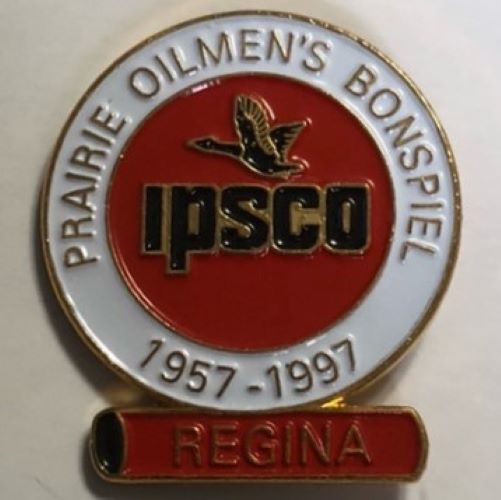 PRAIRIE OILMEN'S BONSPIEL
IPSCO
1957-1997
REGINA